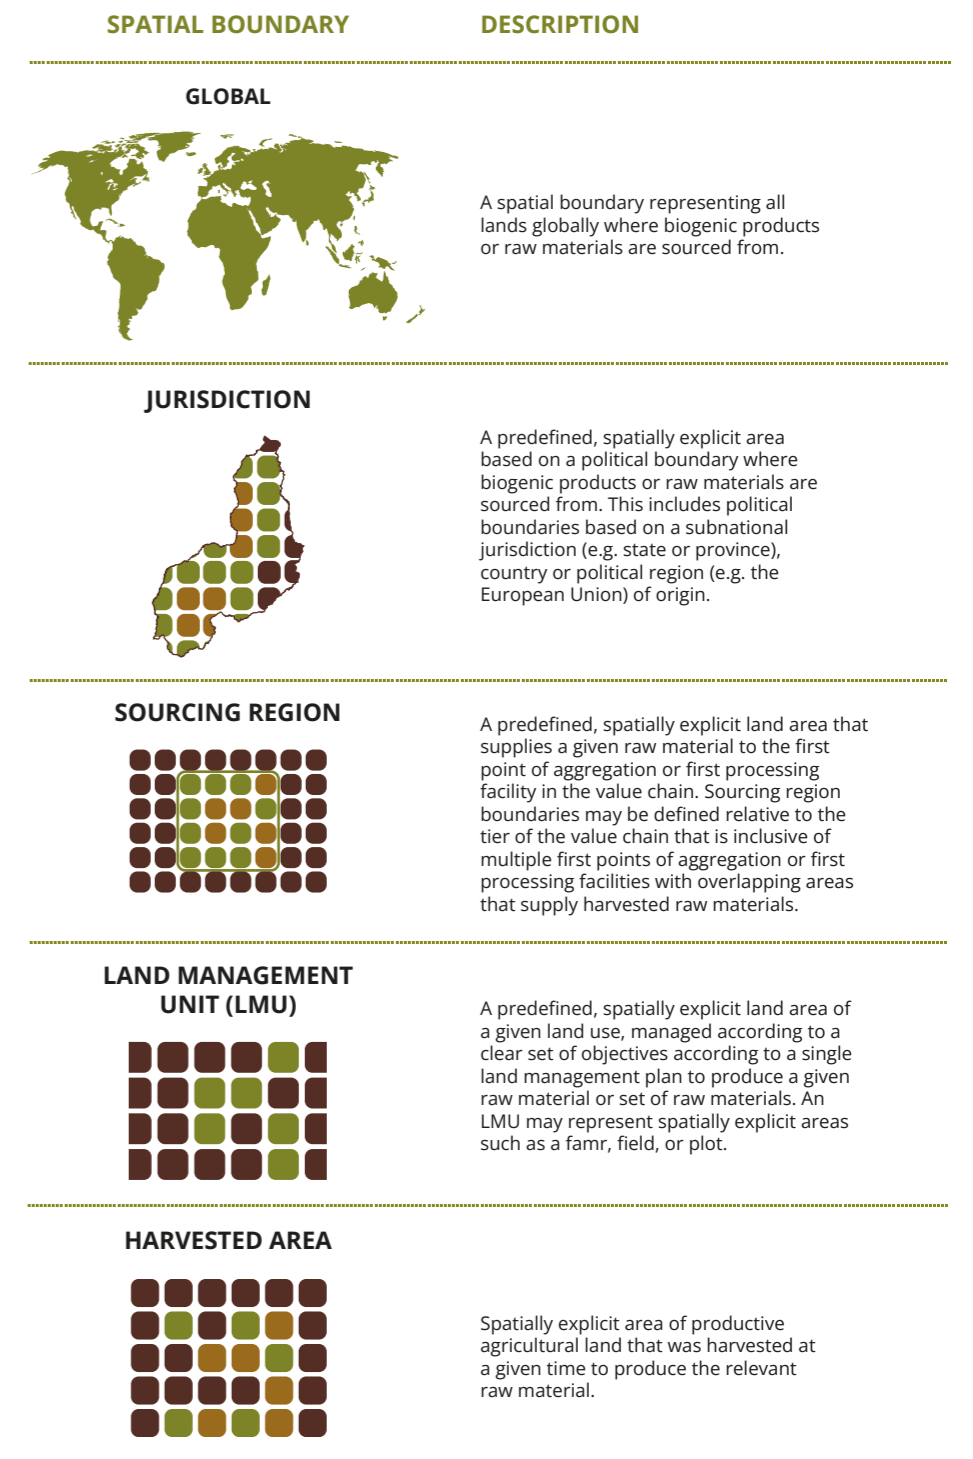 SPATIAL BOUNDARY
DESCRIPTION
GLOBAL
A spatial boundary representing all
lands globally where biogenic products
or raw materials are sourced from.
JURISDICTION
A predefined, spatially explicit area
based on a political boundary where
biogenic products or raw materials are
sourced from. This includes political
boundaries based on a subnational
jurisdiction (e.g. state or province),
country or political region (e.g. the
European Union) of origin.
SOURCING REGION
A predefined, spatially explicit land area that
supplies a given raw material to the first
point of aggregation or first processing
facility in the value chain. Sourcing region
boundaries may be defined relative to the
tier of the value chain that is inclusive of
multiple first points of aggregation or first
processing facilities with overlapping areas
that supply harvested raw materials.
LAND MANAGEMENT
UNIT (LMU)
A predefined, spatially explicit land area of
a given land use, managed according to a
clear set of objectives according to a single
land management plan to produce a given
raw material or set of raw materials. An
LMU may represent spatially explicit areas
such as a famr, field, or plot.
HARVESTED AREA
Spatially explicit area of productive
agricultural land that was harvested at
a given time to produce the relevant
raw material.